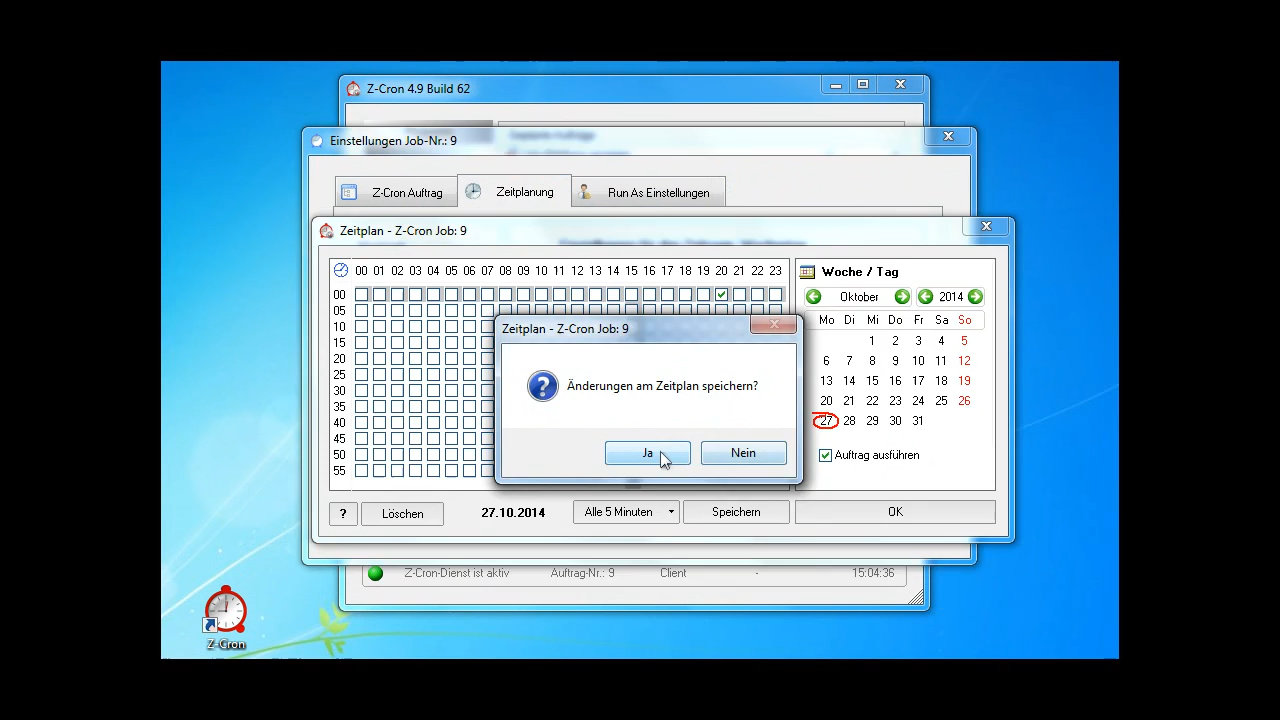 Z-Cron 4.9 Build 62
Einstellungen Job-Nr.: 9
Z-Cron Auftrag Zeitplanung Run As Einstellungen
Zeitplan - Z-Cron Job: 9
00 01 02 03 04 05 06 07 08 09 10 11 12 13 14 15 16 17 18 19 20 21 22 23
00
05
10
15
20
25
30
35
40
45
50
55
Woche / Tag
Oktober 2014
Mo Di Mi Do Fr Sa So
1 2 3 4 5
6 7 8 9 10 11 12
13 14 15 16 17 18 19
20 21 22 23 24 25 26
27 28 29 30 31
Auftrag ausführen
Zeitplan - Z-Cron Job: 9
Änderungen am Zeitplan speichern?
Ja Nein
? Löschen 27.10.2014 Alle 5 Minuten Speichern OK
Z-Cron-Dienst ist aktiv Auftrag-Nr.: 9 Client - 15:04:36
Z-Cron